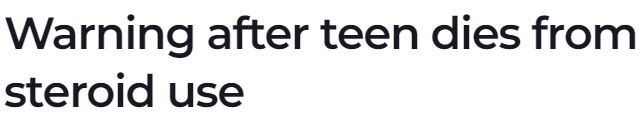 Warning after teen dies from
steroid use